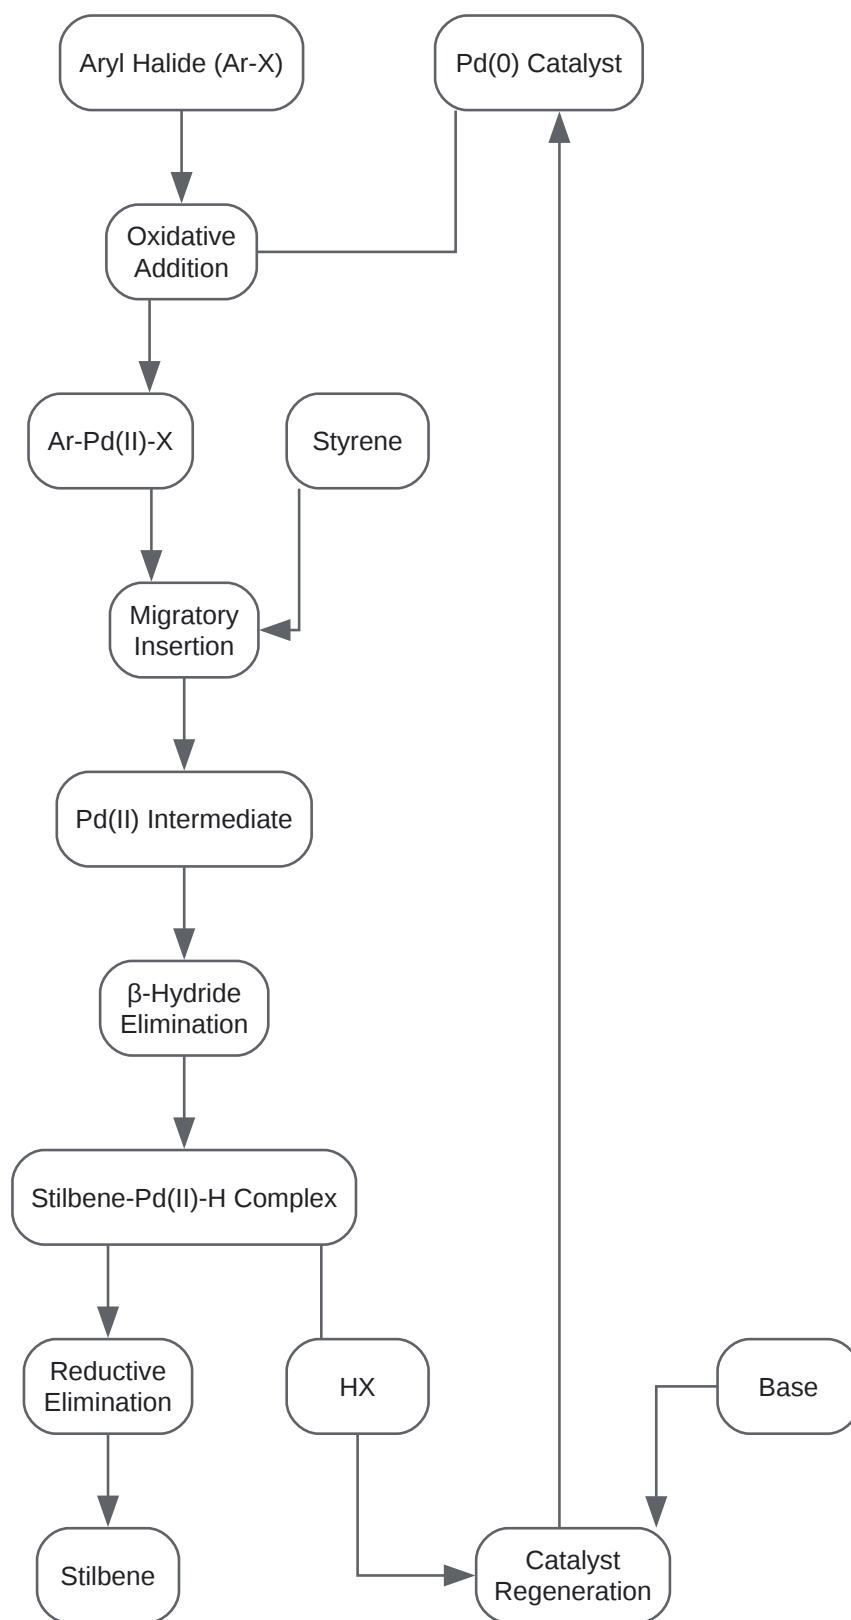 Aryl Halide (Ar-X)
Pd(0) Catalyst
Oxidative
Addition
Ar-Pd(II)-X
Styrene
Migratory
Insertion
Pd(II) Intermediate
β-Hydride
Elimination
Stilbene-Pd(II)-H Complex
Reductive
Elimination
HX
Base
Stilbene
Catalyst
Regeneration